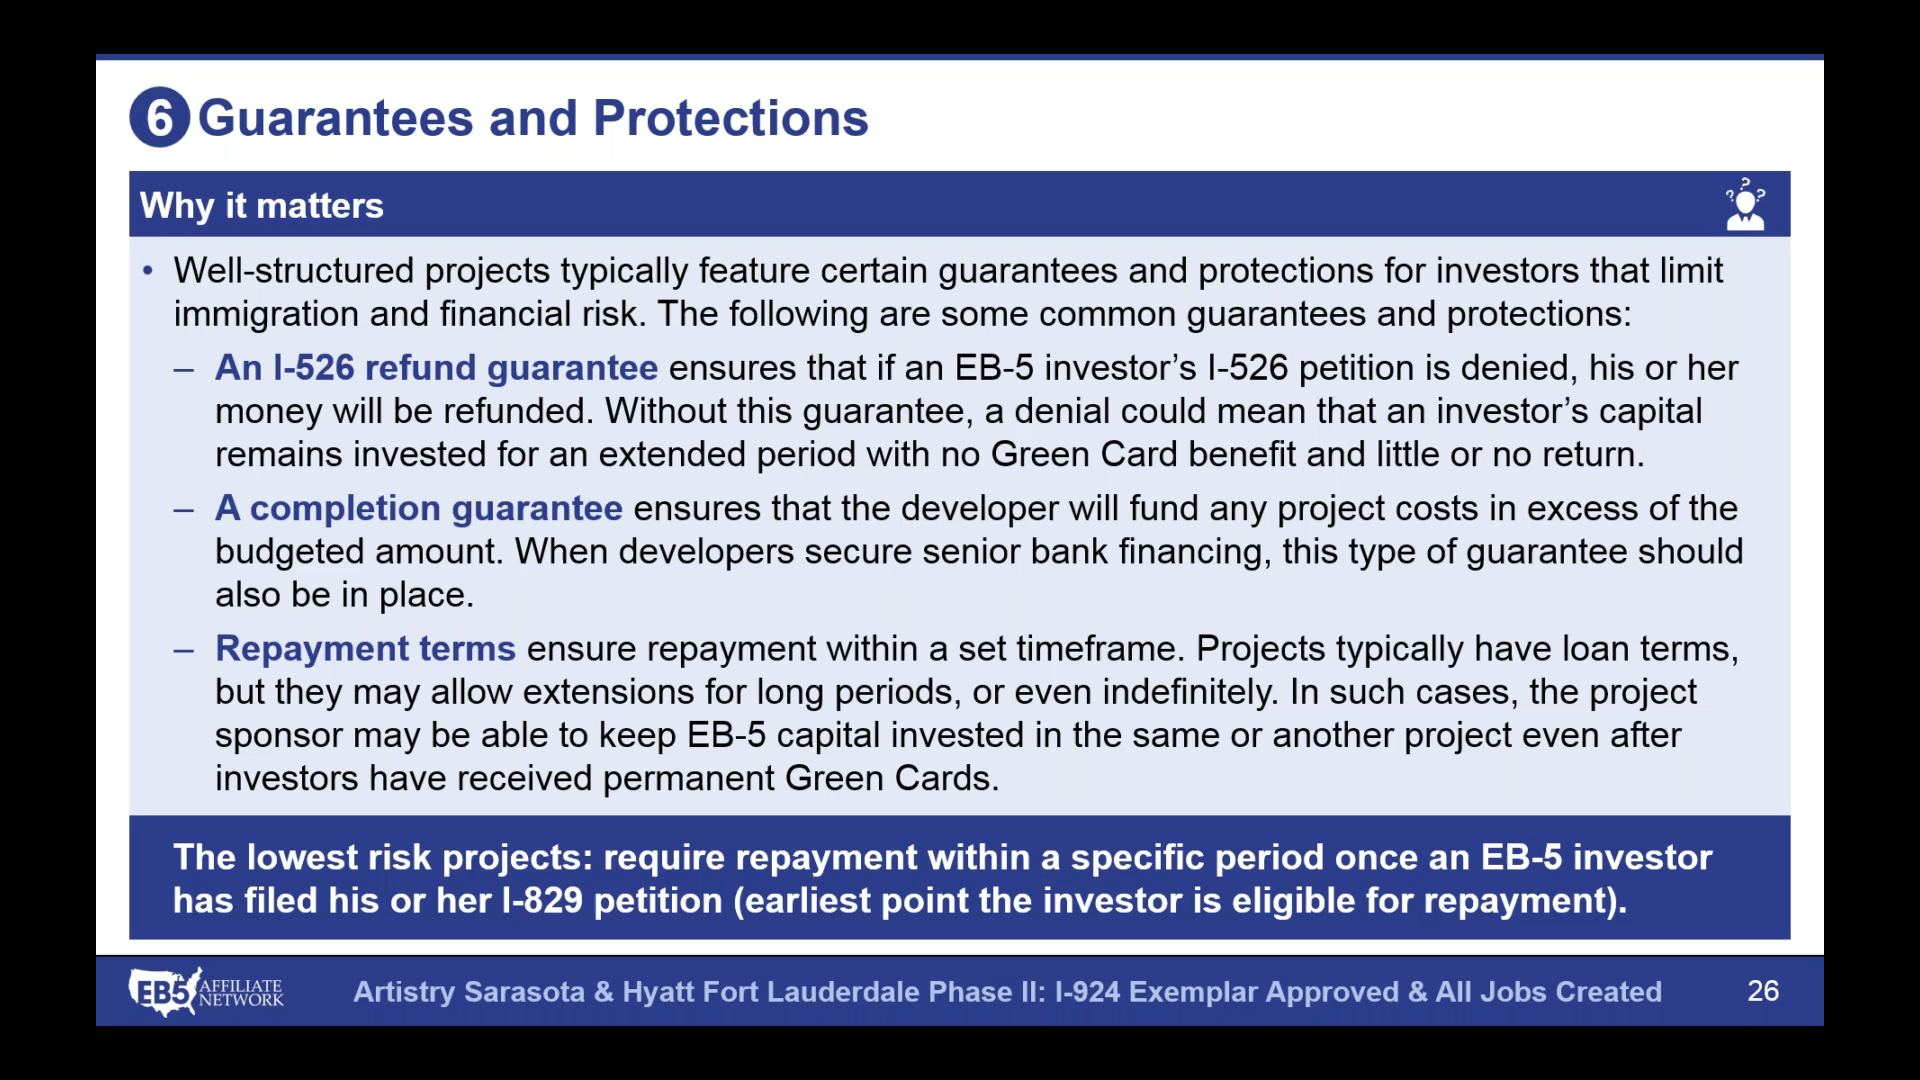 6 Guarantees and Protections
Why it matters
• Well-structured projects typically feature certain guarantees and protections for investors that limit
immigration and financial risk. The following are some common guarantees and protections:
– An I-526 refund guarantee ensures that if an EB-5 investor’s I-526 petition is denied, his or her
money will be refunded. Without this guarantee, a denial could mean that an investor’s capital
remains invested for an extended period with no Green Card benefit and little or no return.
– A completion guarantee ensures that the developer will fund any project costs in excess of the
budgeted amount. When developers secure senior bank financing, this type of guarantee should
also be in place.
– Repayment terms ensure repayment within a set timeframe. Projects typically have loan terms,
but they may allow extensions for long periods, or even indefinitely. In such cases, the project
sponsor may be able to keep EB-5 capital invested in the same or another project even after
investors have received permanent Green Cards.
The lowest risk projects: require repayment within a specific period once an EB-5 investor
has filed his or her I-829 petition (earliest point the investor is eligible for repayment).
EB5 AFFILIATE
NETWORK
Artistry Sarasota & Hyatt Fort Lauderdale Phase II: I-924 Exemplar Approved & All Jobs Created
26